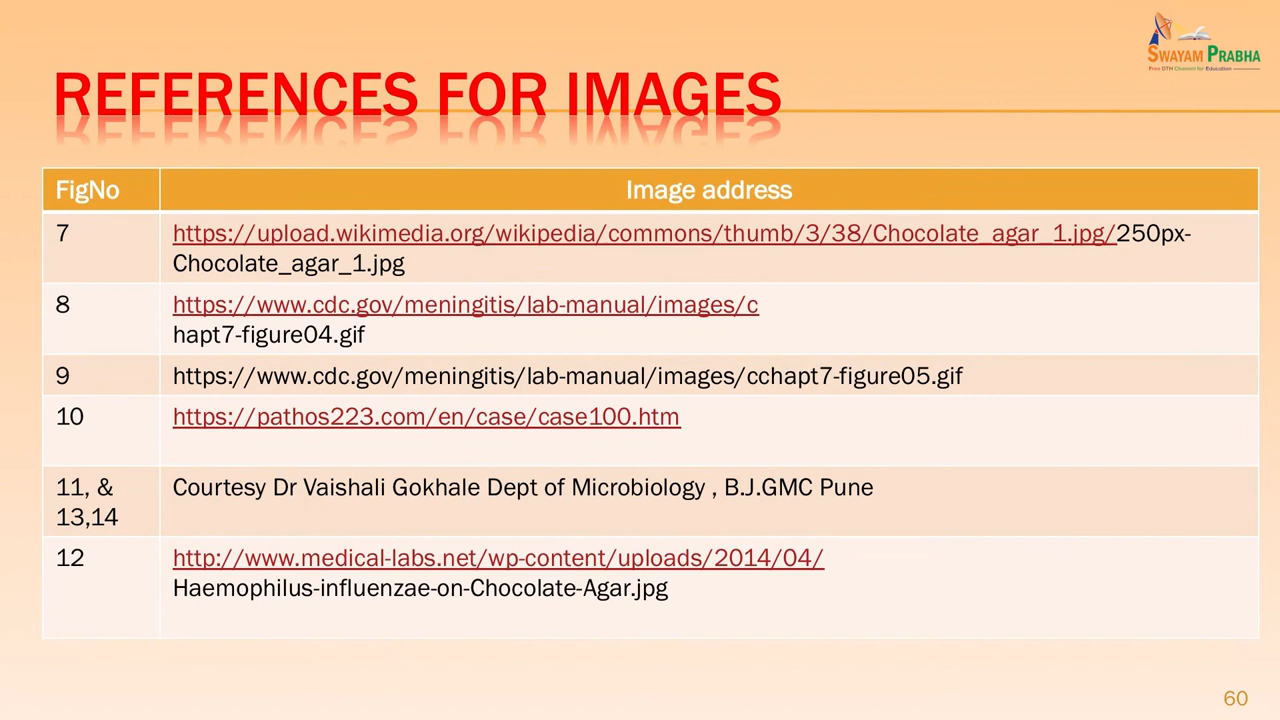 SWAYAM PRABHA
Free DTH Channel for Education
REFERENCES FOR IMAGES
FigNo Image address
7 https://upload.wikimedia.org/wikipedia/commons/thumb/3/38/Chocolate_agar_1.jpg/250px-
Chocolate_agar_1.jpg
8 https://www.cdc.gov/meningitis/lab-manual/images/c
hapt7-figure04.gif
9 https://www.cdc.gov/meningitis/lab-manual/images/cchapt7-figure05.gif
10 https://pathos223.com/en/case/case100.htm
11, & Courtesy Dr Vaishali Gokhale Dept of Microbiology , B.J.GMC Pune
13,14
12 http://www.medical-labs.net/wp-content/uploads/2014/04/
Haemophilus-influenzae-on-Chocolate-Agar.jpg
60